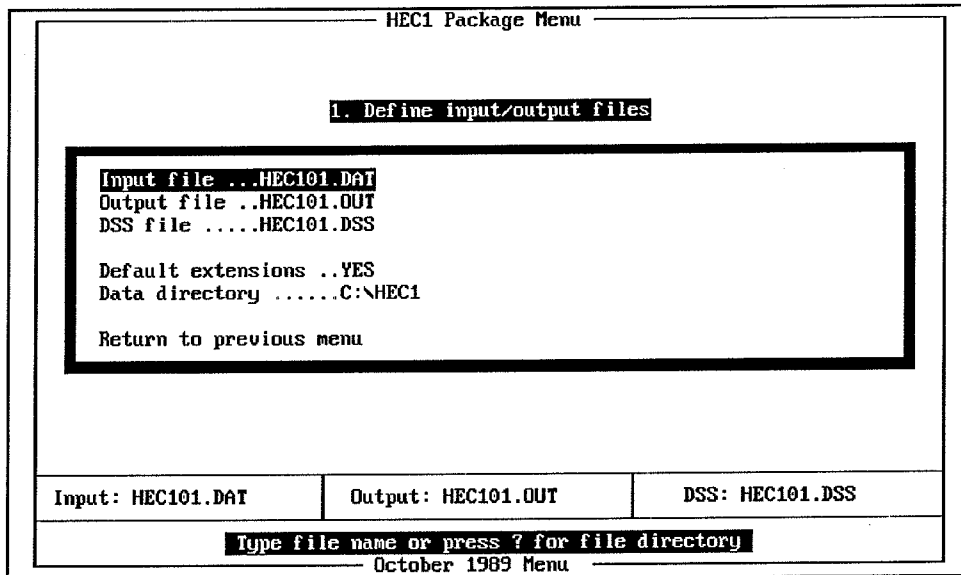 HEC1 Package Menu
1. Define input/output files
Input file ...HEC101.DAT
Output file ..HEC101.OUT
DSS file .....HEC101.DSS
Default extensions ..YES
Data directory ......C:\HEC1
Return to previous menu
Input: HEC101.DAT
Output: HEC101.OUT
DSS: HEC101.DSS
Type file name or press ? for file directory
October 1989 Menu